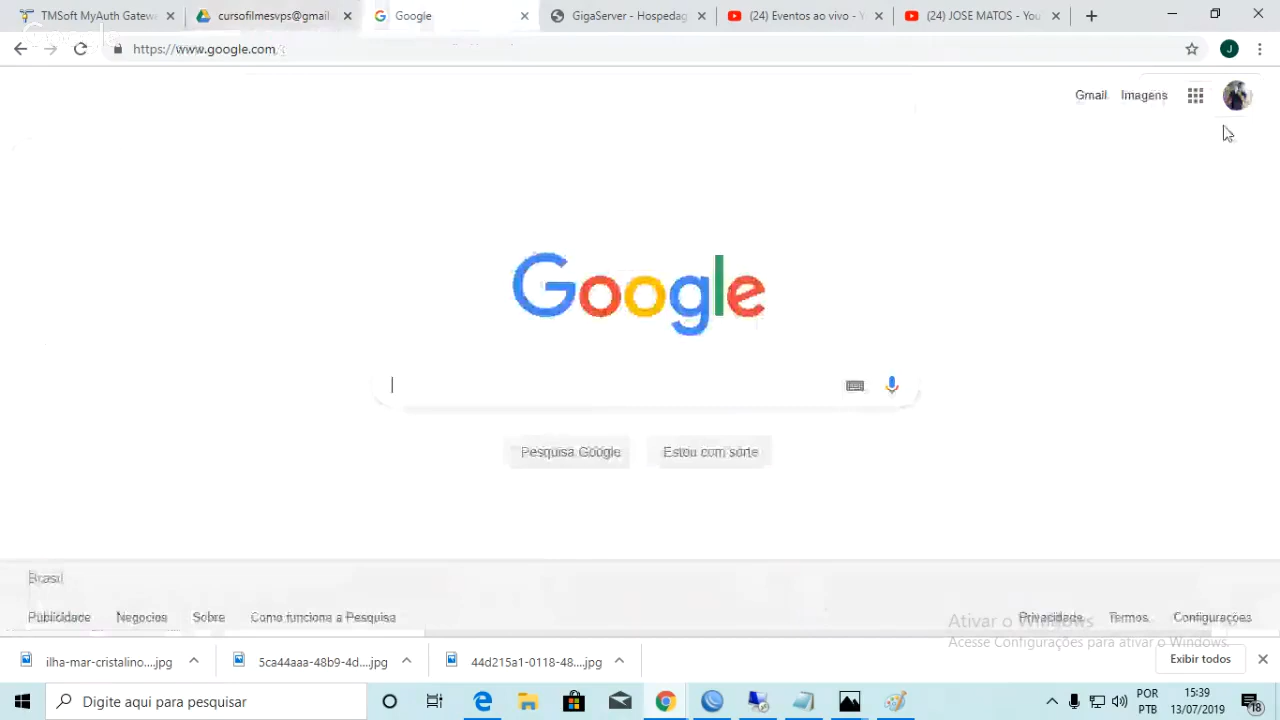 TMSoft MyAuth Gatewa
cursofilmesvps@gmail
Google
GigaServer - Hospedag
(24) Eventos ao vivo - Y
(24) JOSE MATOS - You
https://www.google.com
J
Gmail
Imagens
Google
Pesquisa Google
Estou com sorte
Brasil
Publicidade
Negócios
Sobre
Como funciona a Pesquisa
Privacidade
Termos
Configurações
Ativar o Windows
Acesse Configurações para ativar o Windows.
ilha-mar-cristalino....jpg
5ca44aaa-48b9-4d....jpg
44d215a1-0118-48....jpg
Exibir todos
Digite aqui para pesquisar
POR
PTB
15:39
13/07/2019
18